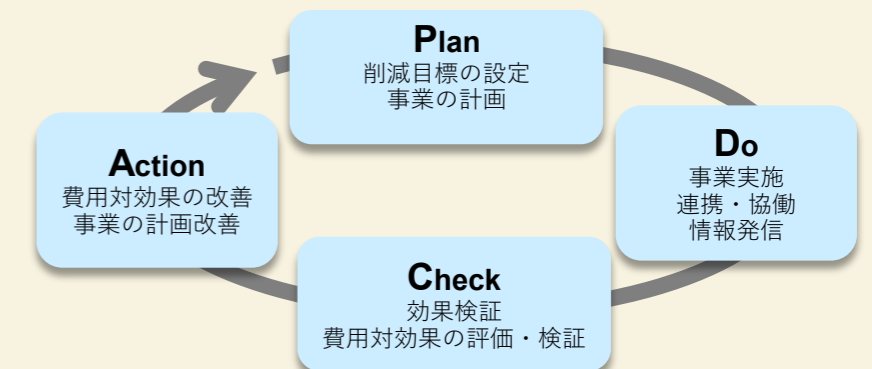 Plan
削減目標の設定
事業の計画
Do
事業実施
連携・協働
情報発信
Check
効果検証
費用対効果の評価・検証
Action
費用対効果の改善
事業の計画改善